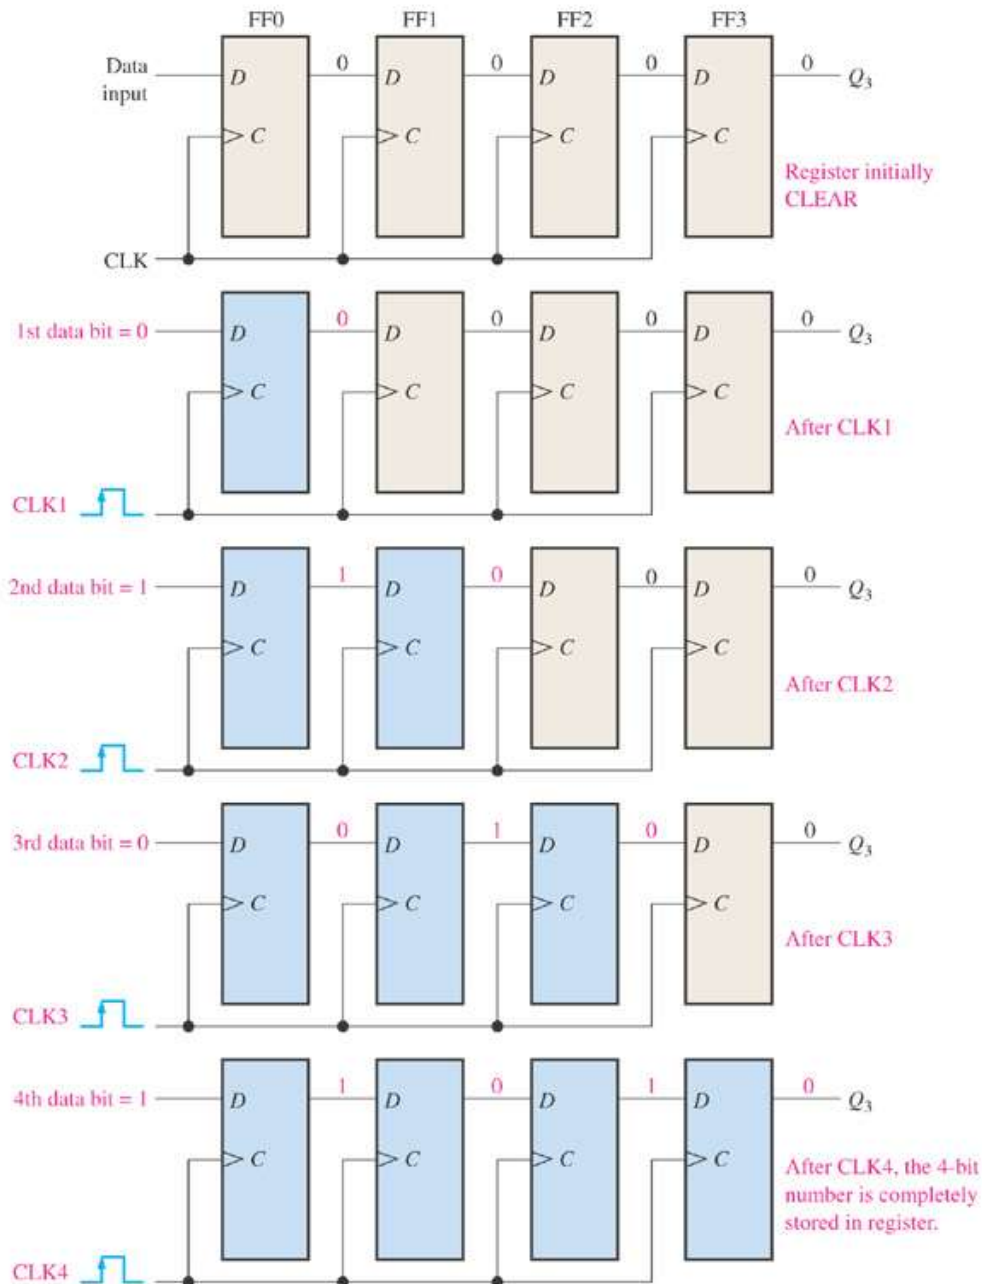 FF0 FF1 FF2 FF3
Data
input
D 0 D 0 D 0 D 0 Q3
C C C C
Register initially
CLEAR
CLK
1st data bit = 0 D 0 D 0 D 0 D 0 Q3
C C C C
After CLK1
CLK1
2nd data bit = 1 D 1 D 0 D 0 D 0 Q3
C C C C
After CLK2
CLK2
3rd data bit = 0 D 0 D 1 D 0 D 0 Q3
C C C C
After CLK3
CLK3
4th data bit = 1 D 1 D 0 D 1 D 0 Q3
C C C C
After CLK4, the 4-bit
number is completely
stored in register.
CLK4